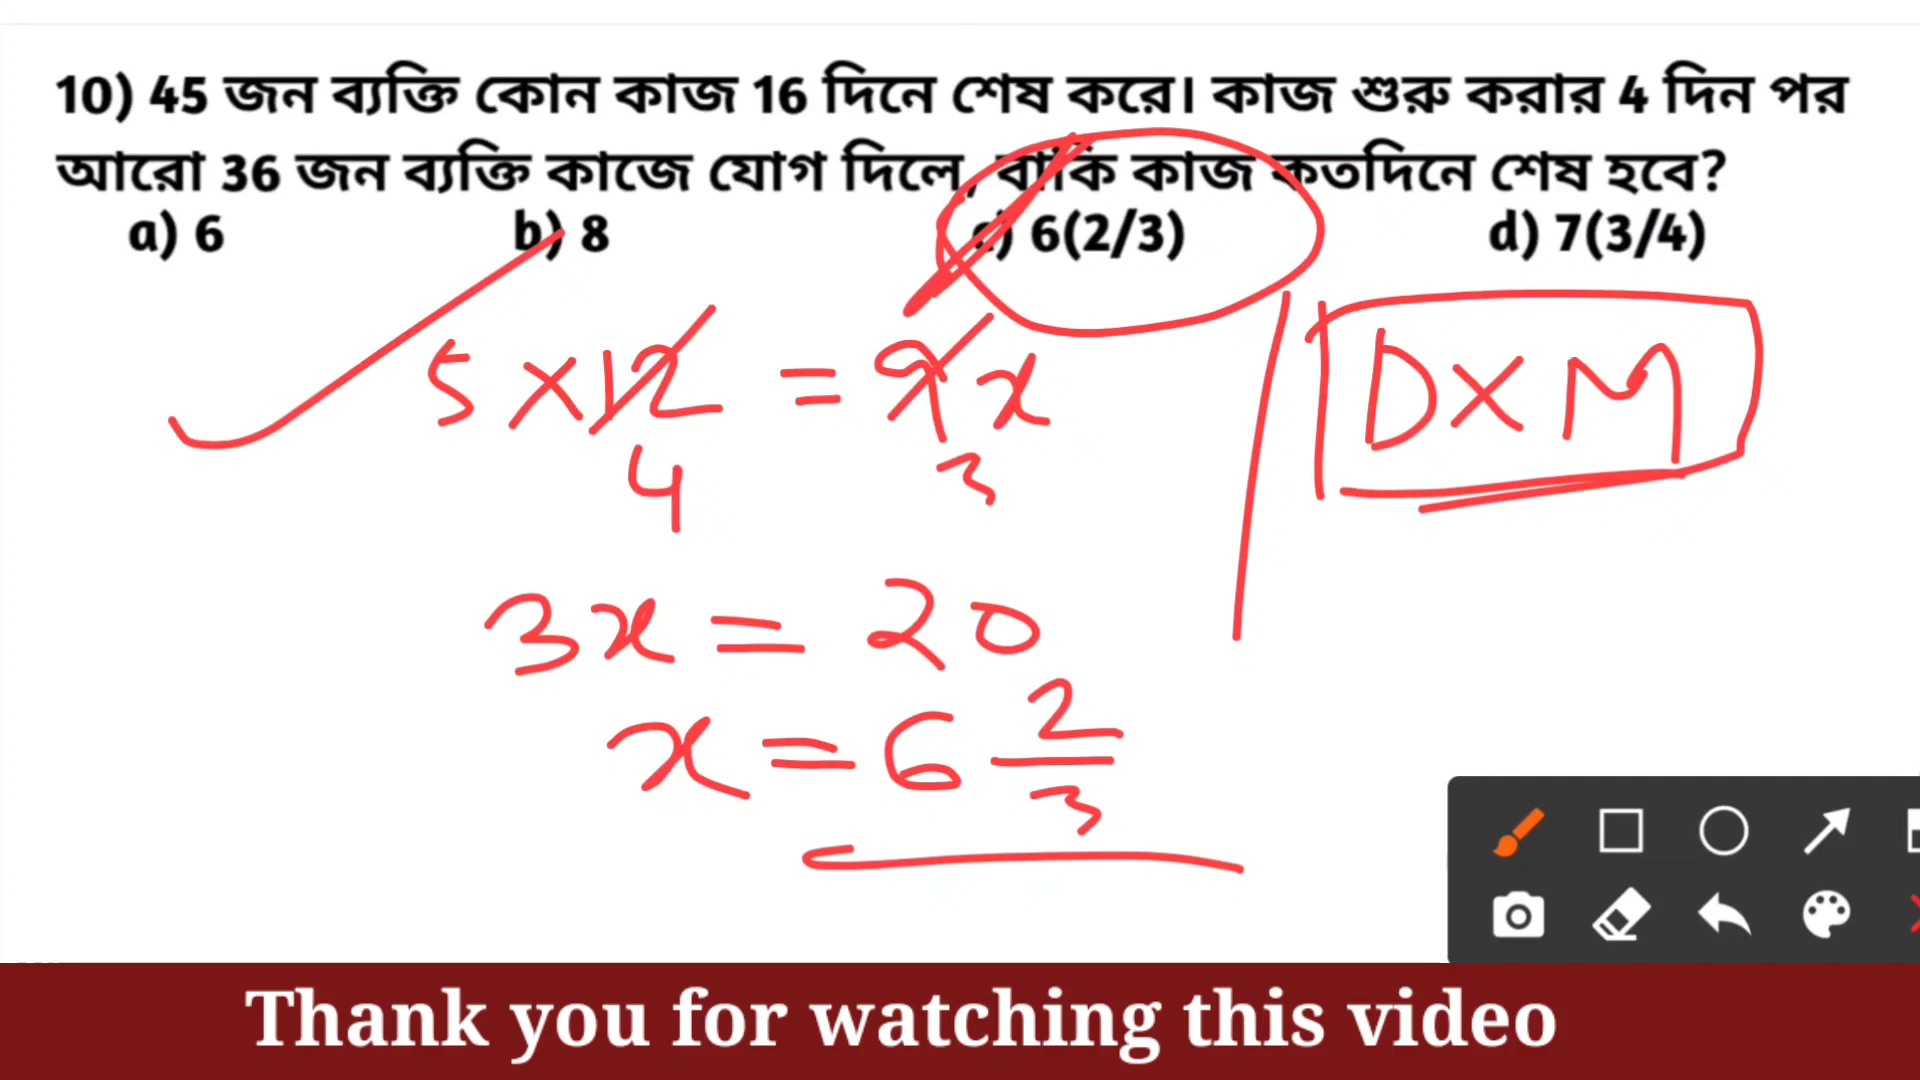 10) 45 জন ব্যক্তি কোন কাজ 16 দিনে শেষ করে। কাজ শুরু করার 4 দিন পর
আরো 36 জন ব্যক্তি কাজে যোগ দিলে, বাকি কাজ কতদিনে শেষ হবে?
a) 6 b) 8 c) 6(2/3) d) 7(3/4)
5 × 12 = 9x
4 3
D × M
3x = 20
x = 6 2/3
Thank you for watching this video